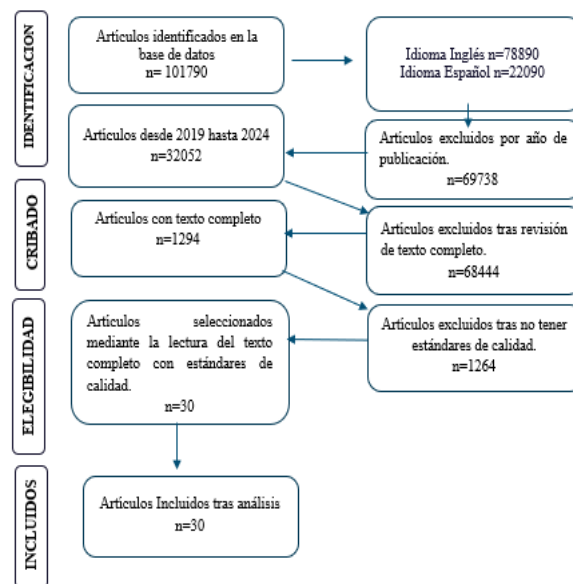 IDENTIFICACION
Artículos identificados en la
base de datos
n= 101790
Idioma Inglés n=78890
Idioma Español n=22090
Artículos desde 2019 hasta 2024
n=32052
Artículos excluidos por año de
publicación.
n=69738
CRIBADO
Artículos con texto completo
n=1294
Artículos excluidos tras revisión
de texto completo.
n=68444
ELEGIBILIDAD
Artículos seleccionados
mediante la lectura del texto
completo con estándares de
calidad.
n=30
Artículos excluidos tras no tener
estándares de calidad.
n=1264
INCLUIDOS
Artículos Incluidos tras análisis
n=30